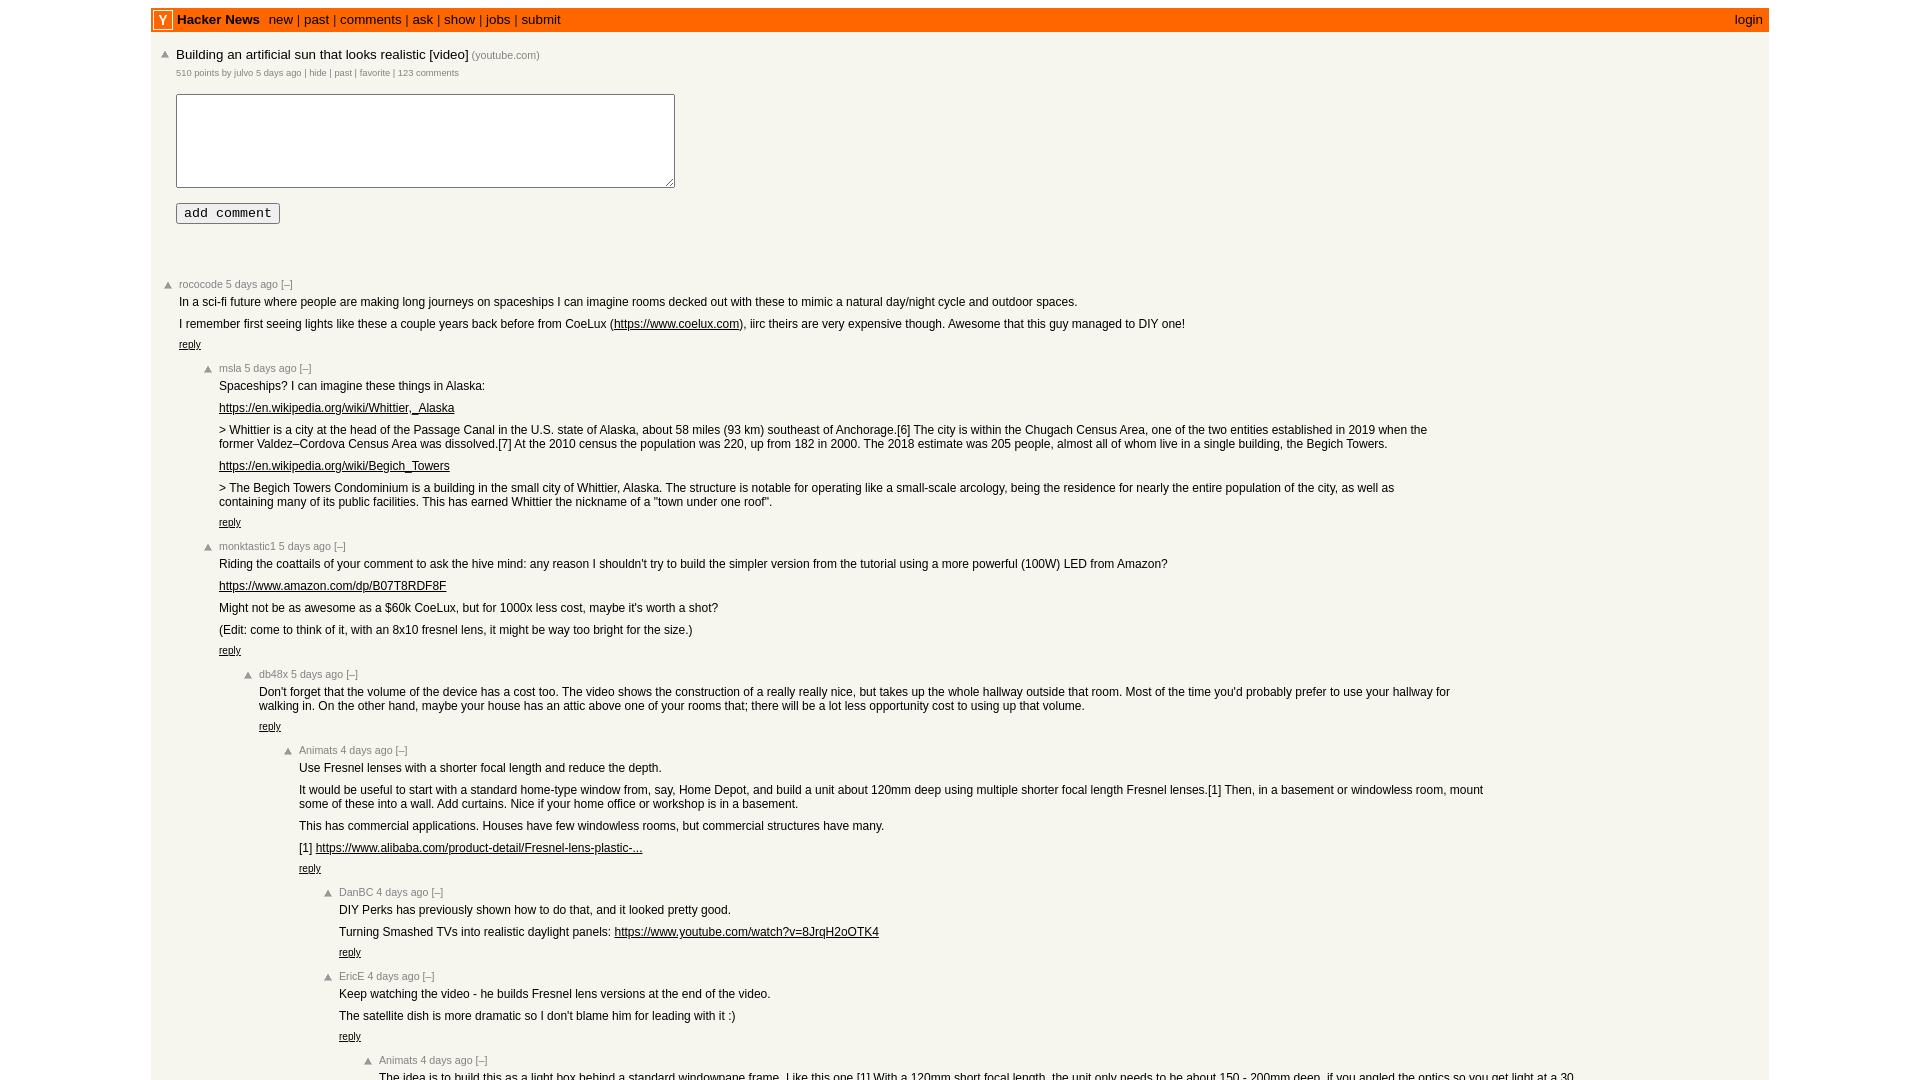 Y Hacker News new | past | comments | ask | show | jobs | submit login
Building an artificial sun that looks realistic [video] (youtube.com)
510 points by julvo 5 days ago | hide | past | favorite | 123 comments
add comment
rococode 5 days ago [–]
In a sci-fi future where people are making long journeys on spaceships I can imagine rooms decked out with these to mimic a natural day/night cycle and outdoor spaces.
I remember first seeing lights like these a couple years back before from CoeLux (https://www.coelux.com), iirc theirs are very expensive though. Awesome that this guy managed to DIY one!
reply
msla 5 days ago [–]
Spaceships? I can imagine these things in Alaska:
https://en.wikipedia.org/wiki/Whittier,_Alaska
> Whittier is a city at the head of the Passage Canal in the U.S. state of Alaska, about 58 miles (93 km) southeast of Anchorage.[6] The city is within the Chugach Census Area, one of the two entities established in 2019 when the
former Valdez–Cordova Census Area was dissolved.[7] At the 2010 census the population was 220, up from 182 in 2000. The 2018 estimate was 205 people, almost all of whom live in a single building, the Begich Towers.
https://en.wikipedia.org/wiki/Begich_Towers
> The Begich Towers Condominium is a building in the small city of Whittier, Alaska. The structure is notable for operating like a small-scale arcology, being the residence for nearly the entire population of the city, as well as
containing many of its public facilities. This has earned Whittier the nickname of a "town under one roof".
reply
monktastic1 5 days ago [–]
Riding the coattails of your comment to ask the hive mind: any reason I shouldn't try to build the simpler version from the tutorial using a more powerful (100W) LED from Amazon?
https://www.amazon.com/dp/B07T8RDF8F
Might not be as awesome as a $60k CoeLux, but for 1000x less cost, maybe it's worth a shot?
(Edit: come to think of it, with an 8x10 fresnel lens, it might be way too bright for the size.)
reply
db48x 5 days ago [–]
Don't forget that the volume of the device has a cost too. The video shows the construction of a really really nice, but takes up the whole hallway outside that room. Most of the time you'd probably prefer to use your hallway for
walking in. On the other hand, maybe your house has an attic above one of your rooms that; there will be a lot less opportunity cost to using up that volume.
reply
Animats 4 days ago [–]
Use Fresnel lenses with a shorter focal length and reduce the depth.
It would be useful to start with a standard home-type window from, say, Home Depot, and build a unit about 120mm deep using multiple shorter focal length Fresnel lenses.[1] Then, in a basement or windowless room, mount
some of these into a wall. Add curtains. Nice if your home office or workshop is in a basement.
This has commercial applications. Houses have few windowless rooms, but commercial structures have many.
[1] https://www.alibaba.com/product-detail/Fresnel-lens-plastic-...
reply
DanBC 4 days ago [–]
DIY Perks has previously shown how to do that, and it looked pretty good.
Turning Smashed TVs into realistic daylight panels: https://www.youtube.com/watch?v=8JrqH2oOTK4
reply
EricE 4 days ago [–]
Keep watching the video - he builds Fresnel lens versions at the end of the video.
The satellite dish is more dramatic so I don't blame him for leading with it :)
reply
Animats 4 days ago [–]
The idea is to build this as a light box behind a standard windowpane frame. Like this one.[1] With a 120mm short focal length, the unit only needs to be about 150 - 200mm deep, if you angled the optics so you get light at a 30